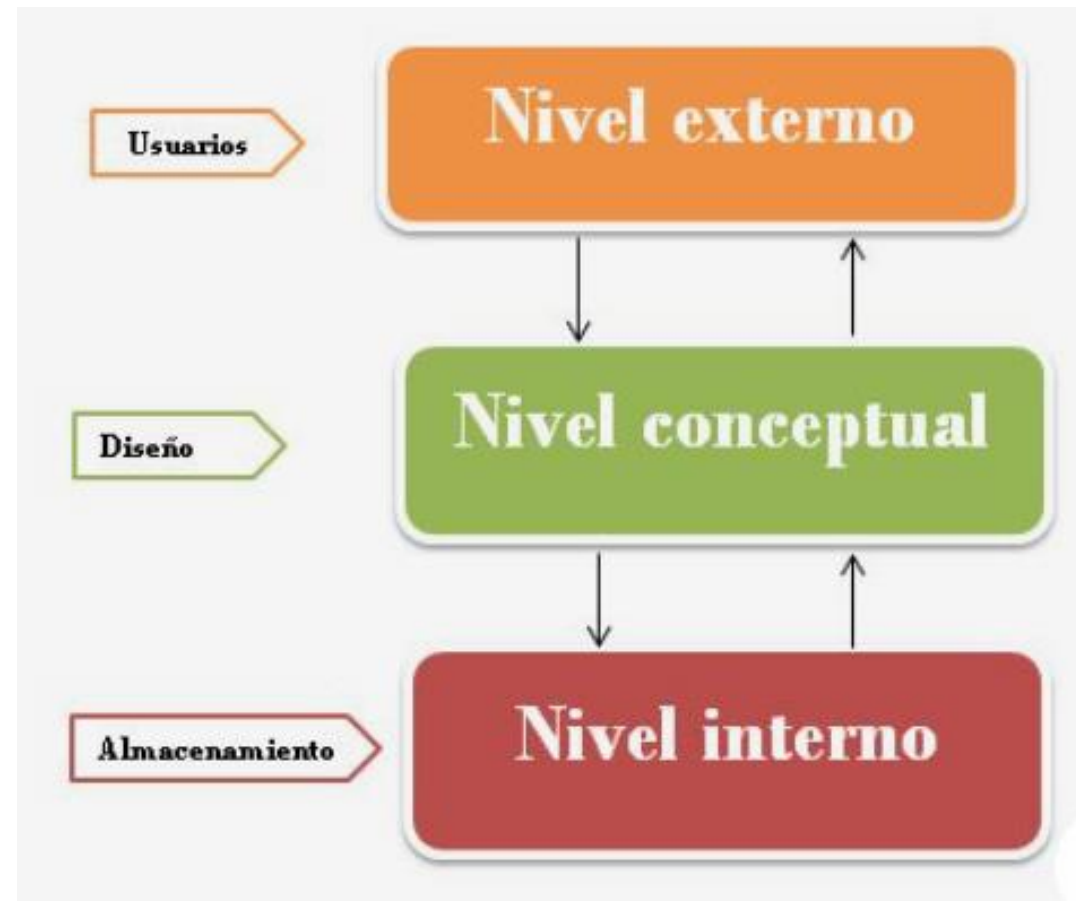 Usuarios
Nivel externo
Diseño
Nivel conceptual
Almacenamiento
Nivel interno